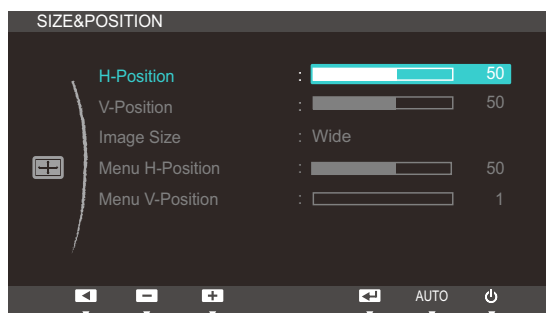 SIZE&POSITION
H-Position : 50
V-Position : 50
Image Size : Wide
Menu H-Position : 50
Menu V-Position : 1
AUTO